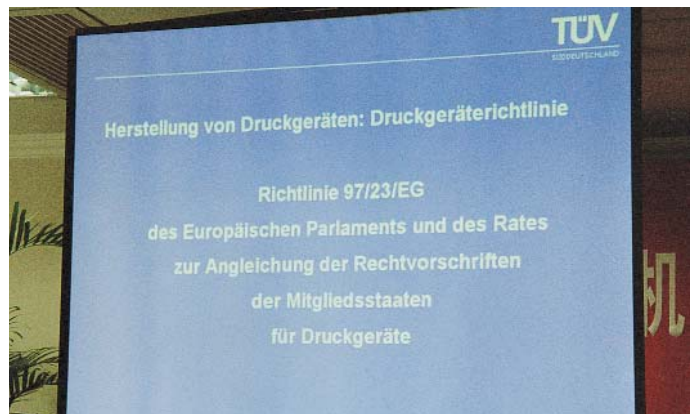 TÜV
SÜDDEUTSCHLAND
Herstellung von Druckgeräten: Druckgeräterichtlinie
Richtlinie 97/23/EG
des Europäischen Parlaments und des Rates
zur Angleichung der Rechtvorschriften
der Mitgliedsstaaten
für Druckgeräte
机